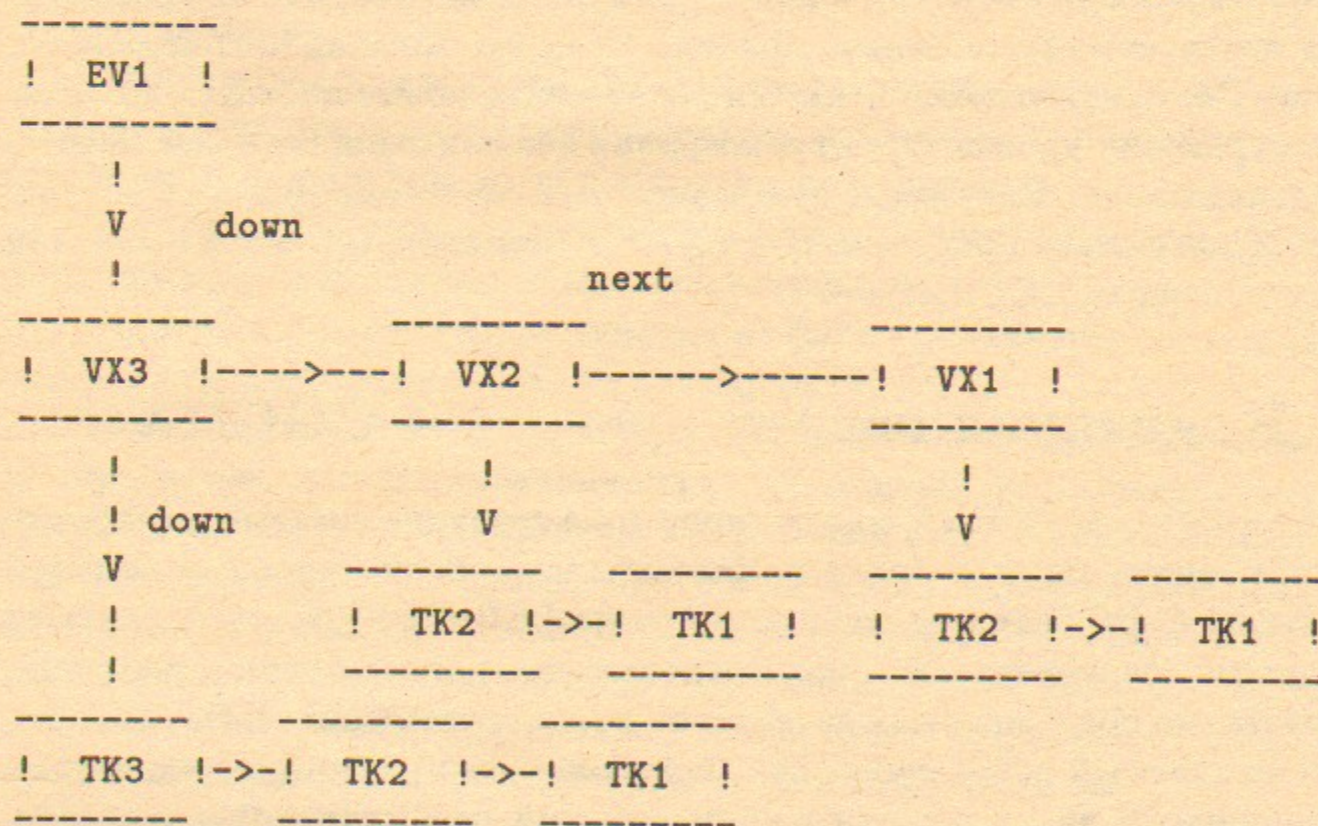 ---------
!  EV1  !
---------
!
V    down
!
next
---------        ---------             ---------
!  VX3  !---->---!  VX2  !------>------!  VX1  !
---------        ---------             ---------
!                !                     !
! down           V                     V
V          ---------   ---------   ---------   ---------
!          !  TK2  !->-!  TK1  !   !  TK2  !->-!  TK1  !
!          ---------   ---------   ---------   ---------
--------    ---------   ---------
!  TK3  !->-!  TK2  !->-!  TK1  !
--------    ---------   ---------